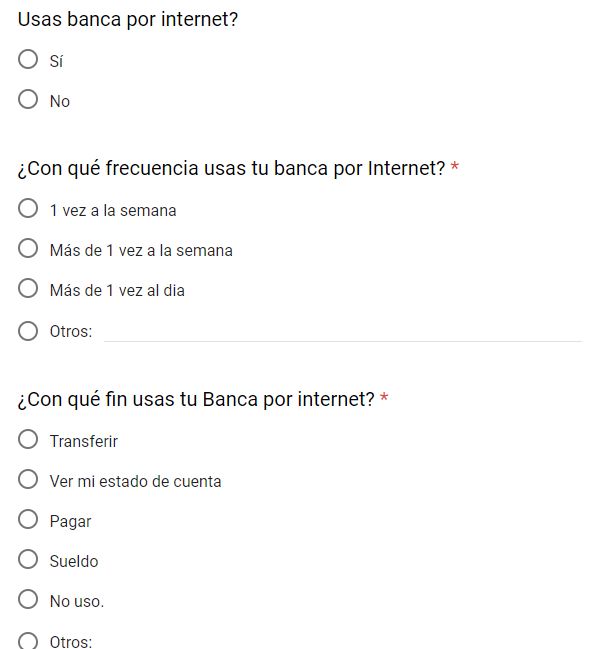 Usas banca por internet?
Sí
No
¿Con qué frecuencia usas tu banca por Internet? *
1 vez a la semana
Más de 1 vez a la semana
Más de 1 vez al dia
Otros:
¿Con qué fin usas tu Banca por internet? *
Transferir
Ver mi estado de cuenta
Pagar
Sueldo
No uso.
Otros: